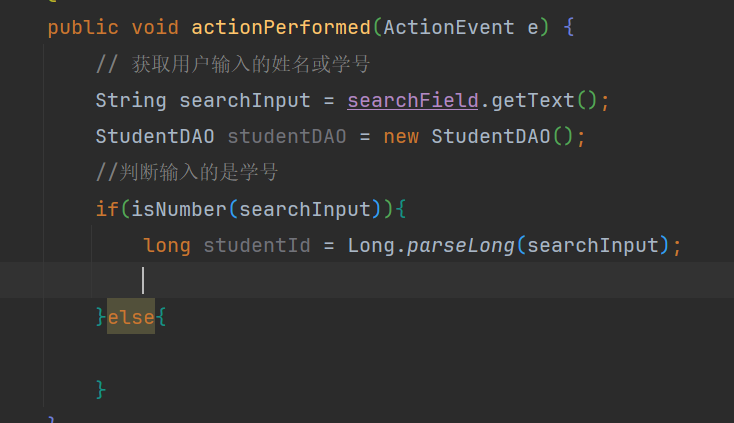 public void actionPerformed(ActionEvent e) {
// 获取用户输入的姓名或学号
String searchInput = searchField.getText();
StudentDAO studentDAO = new StudentDAO();
//判断输入的是学号
if(isNumber(searchInput)){
long studentId = Long.parseLong(searchInput);
}else{
}